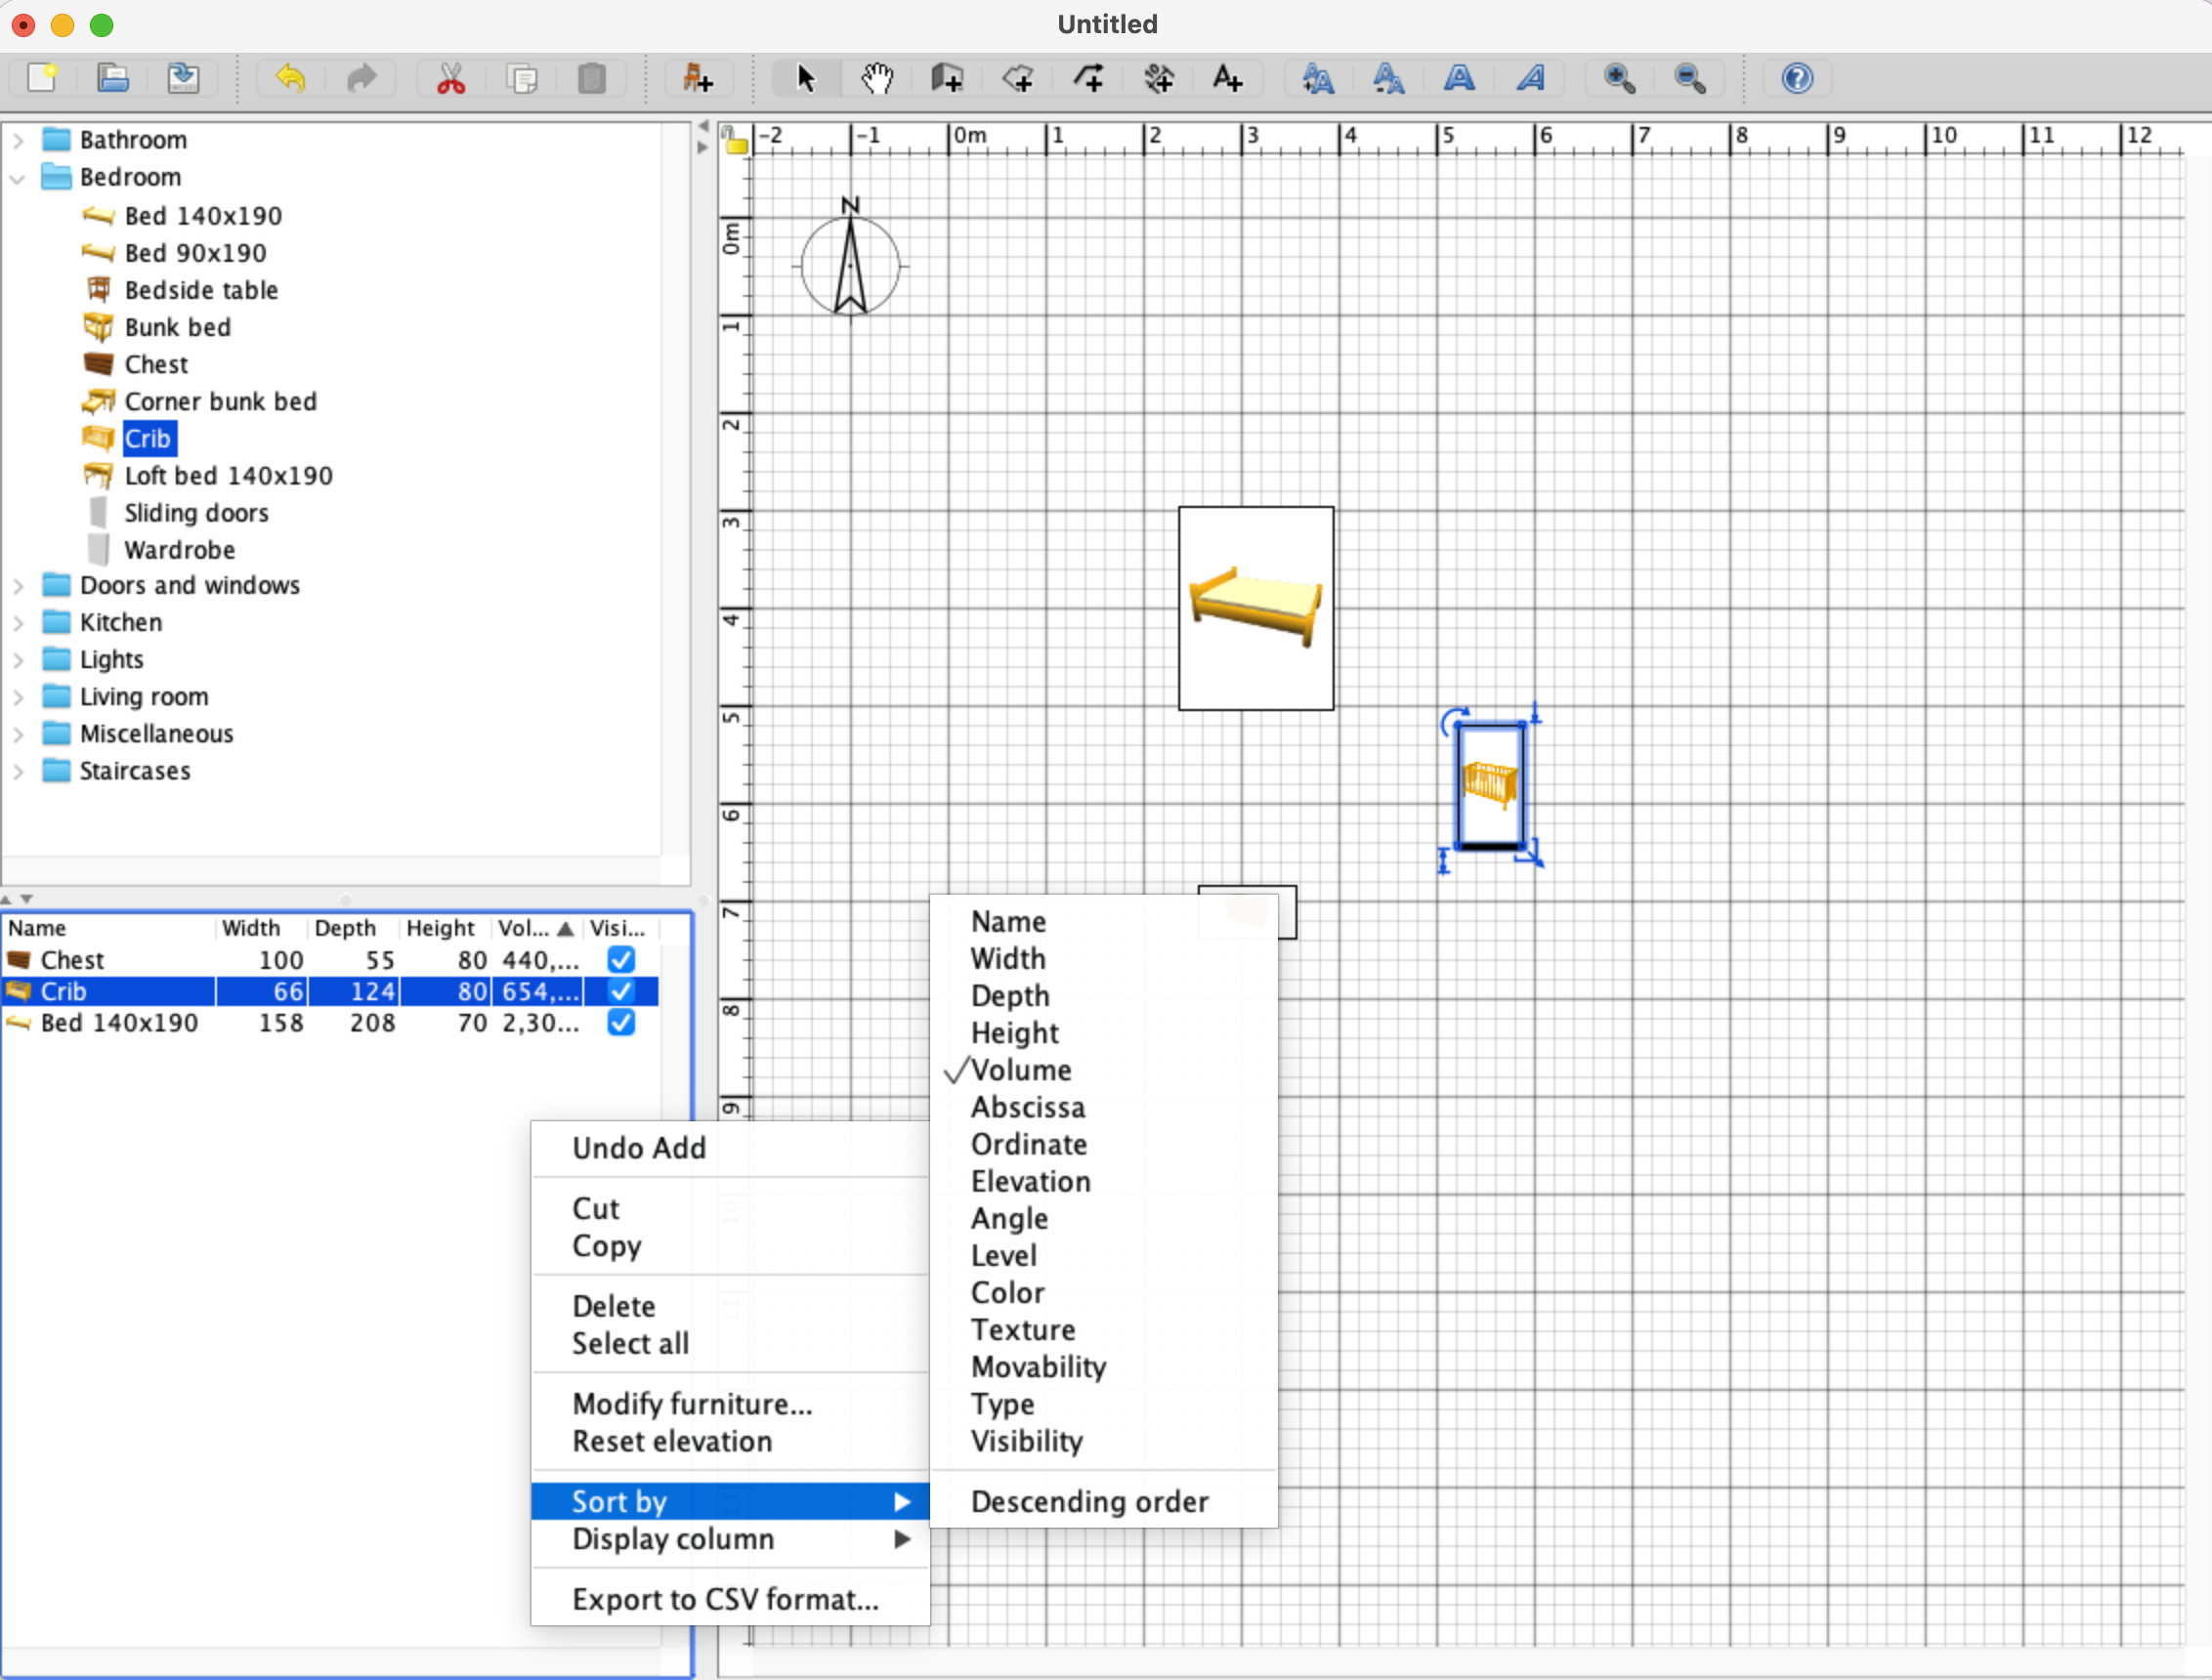 Untitled
Bathroom
Bedroom
Bed 140x190
Bed 90x190
Bedside table
Bunk bed
Chest
Corner bunk bed
Crib
Loft bed 140x190
Sliding doors
Wardrobe
Doors and windows
Kitchen
Lights
Living room
Miscellaneous
Staircases
Name Width Depth Height Vol... Visi...
Chest 100 55 80 440,...
Crib 66 124 80 654,...
Bed 140x190 158 208 70 2,30...
-2 -1 0m 1 2 3 4 5 6 7 8 9 10 11 12
N
0m
1
2
3
4
5
6
7
8
9
10
11
13
Undo Add
Cut
Copy
Delete
Select all
Modify furniture...
Reset elevation
Sort by
Display column
Export to CSV format...
Name
Width
Depth
Height
Volume
Abscissa
Ordinate
Elevation
Angle
Level
Color
Texture
Movability
Type
Visibility
Descending order